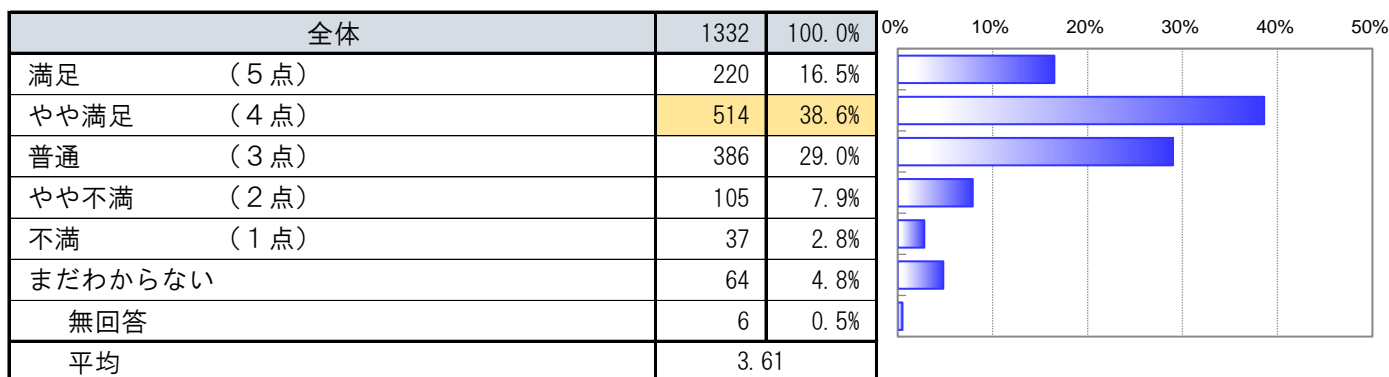 全体 1332 100.0%
満足 (5点) 220 16.5%
やや満足 (4点) 514 38.6%
普通 (3点) 386 29.0%
やや不満 (2点) 105 7.9%
不満 (1点) 37 2.8%
まだわからない 64 4.8%
無回答 6 0.5%
平均 3.61
0% 10% 20% 30% 40% 50%